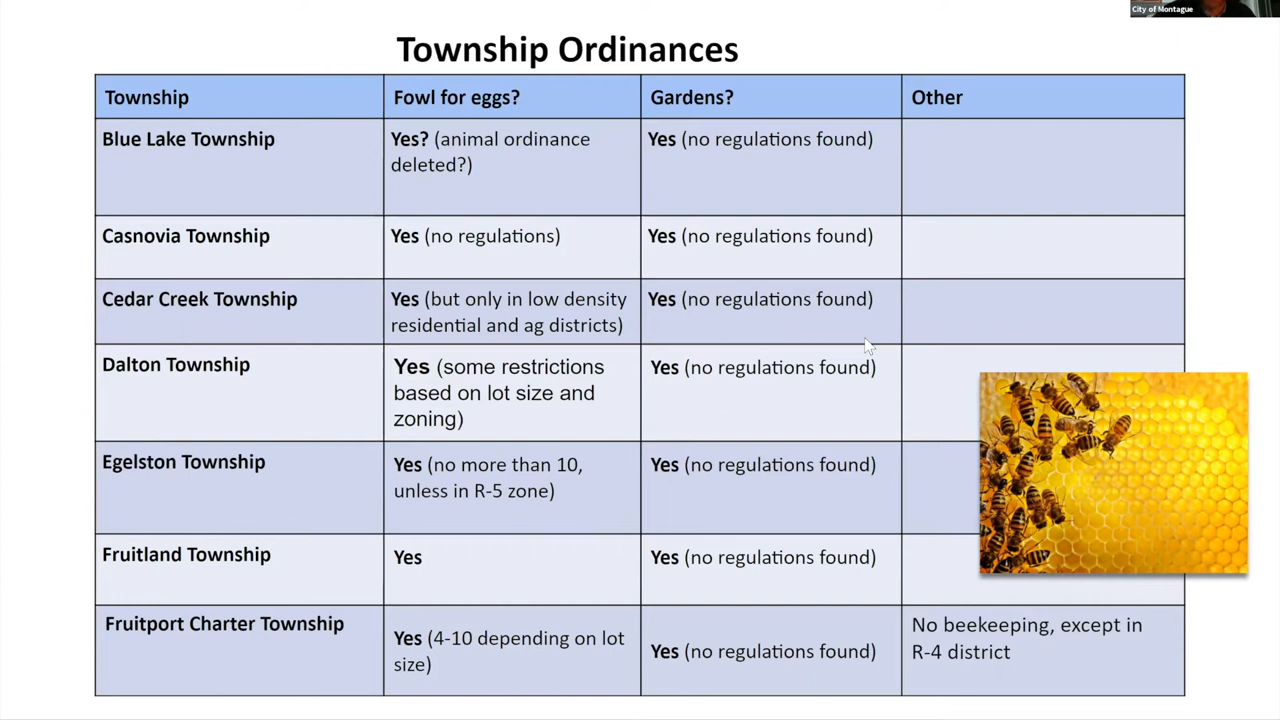 City of Montague
Township Ordinances
Township
Fowl for eggs?
Gardens?
Other
Blue Lake Township
Yes? (animal ordinance
deleted?)
Yes (no regulations found)
Casnovia Township
Yes (no regulations)
Yes (no regulations found)
Cedar Creek Township
Yes (but only in low density
residential and ag districts)
Yes (no regulations found)
Dalton Township
Yes (some restrictions
based on lot size and
zoning)
Yes (no regulations found)
Egelston Township
Yes (no more than 10,
unless in R-5 zone)
Yes (no regulations found)
Fruitland Township
Yes
Yes (no regulations found)
Fruitport Charter Township
Yes (4-10 depending on lot
size)
Yes (no regulations found)
No beekeeping, except in
R-4 district